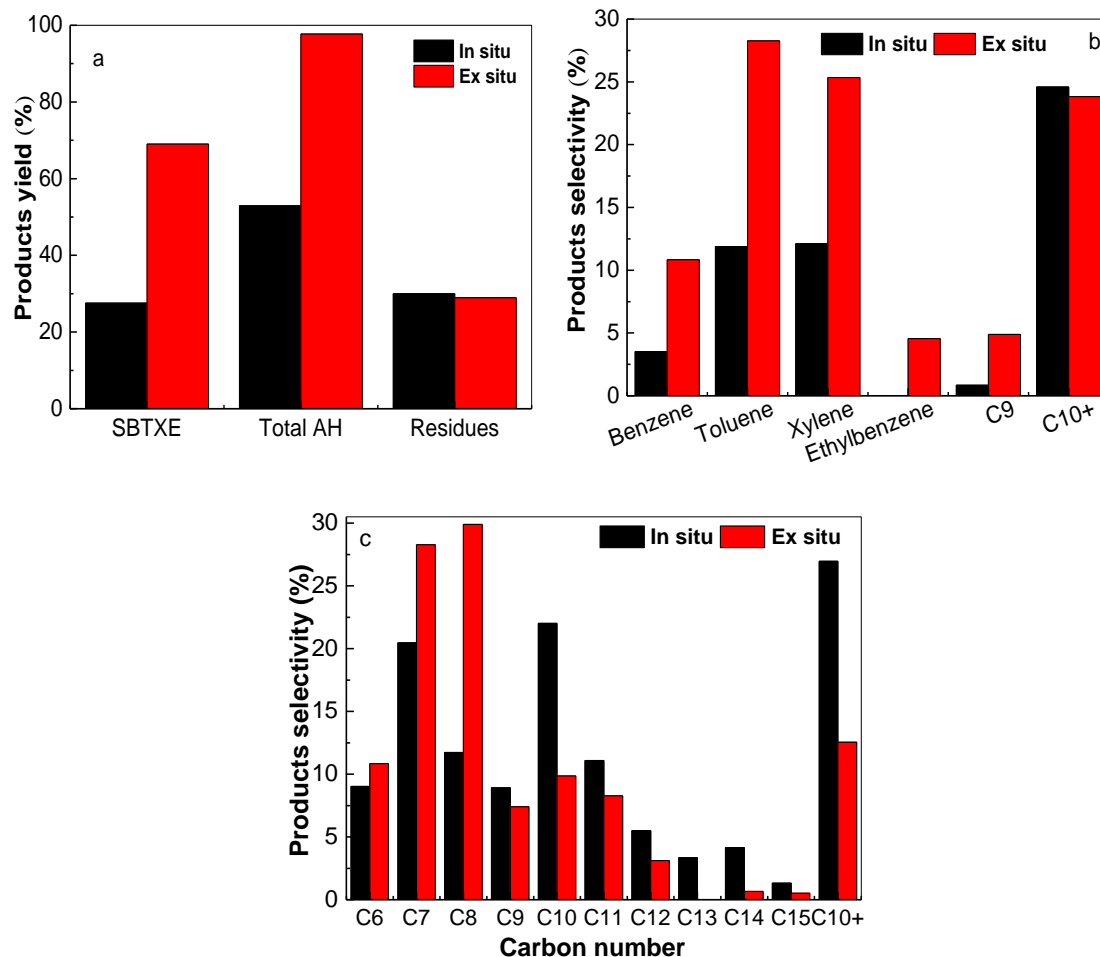 a
In situ
Ex situ
Products yield (%)
100
80
60
40
20
0
SBTXE Total AH Residues
b
In situ Ex situ
Products selectivity (%)
30
25
20
15
10
5
0
Benzene Toluene Xylene Ethylbenzene C9 C10+
c
In situ Ex situ
Products selectivity (%)
30
25
20
15
10
5
0
C6 C7 C8 C9 C10 C11 C12 C13 C14 C15 C10+
Carbon number